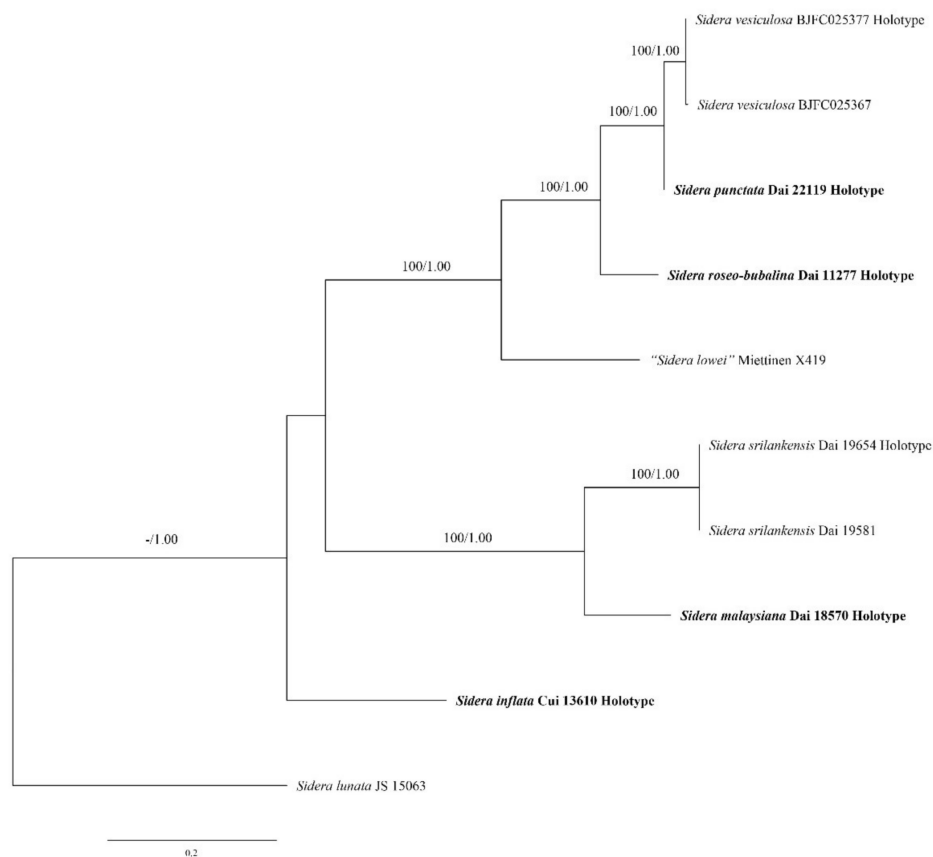 Sidera vesiculosa BJFC025377 Holotype
100/1.00
Sidera vesiculosa BJFC025367
100/1.00
100/1.00
Sidera punctata Dai 22119 Holotype
100/1.00
Sidera roseo-bubalina Dai 11277 Holotype
“Sidera lowei” Miettinen X419
Sidera srilankensis Dai 19654 Holotype
100/1.00
Sidera srilankensis Dai 19581
-/1.00
100/1.00
Sidera malaysiana Dai 18570 Holotype
Sidera inflata Cui 13610 Holotype
Sidera lunata JS 15063
0.2